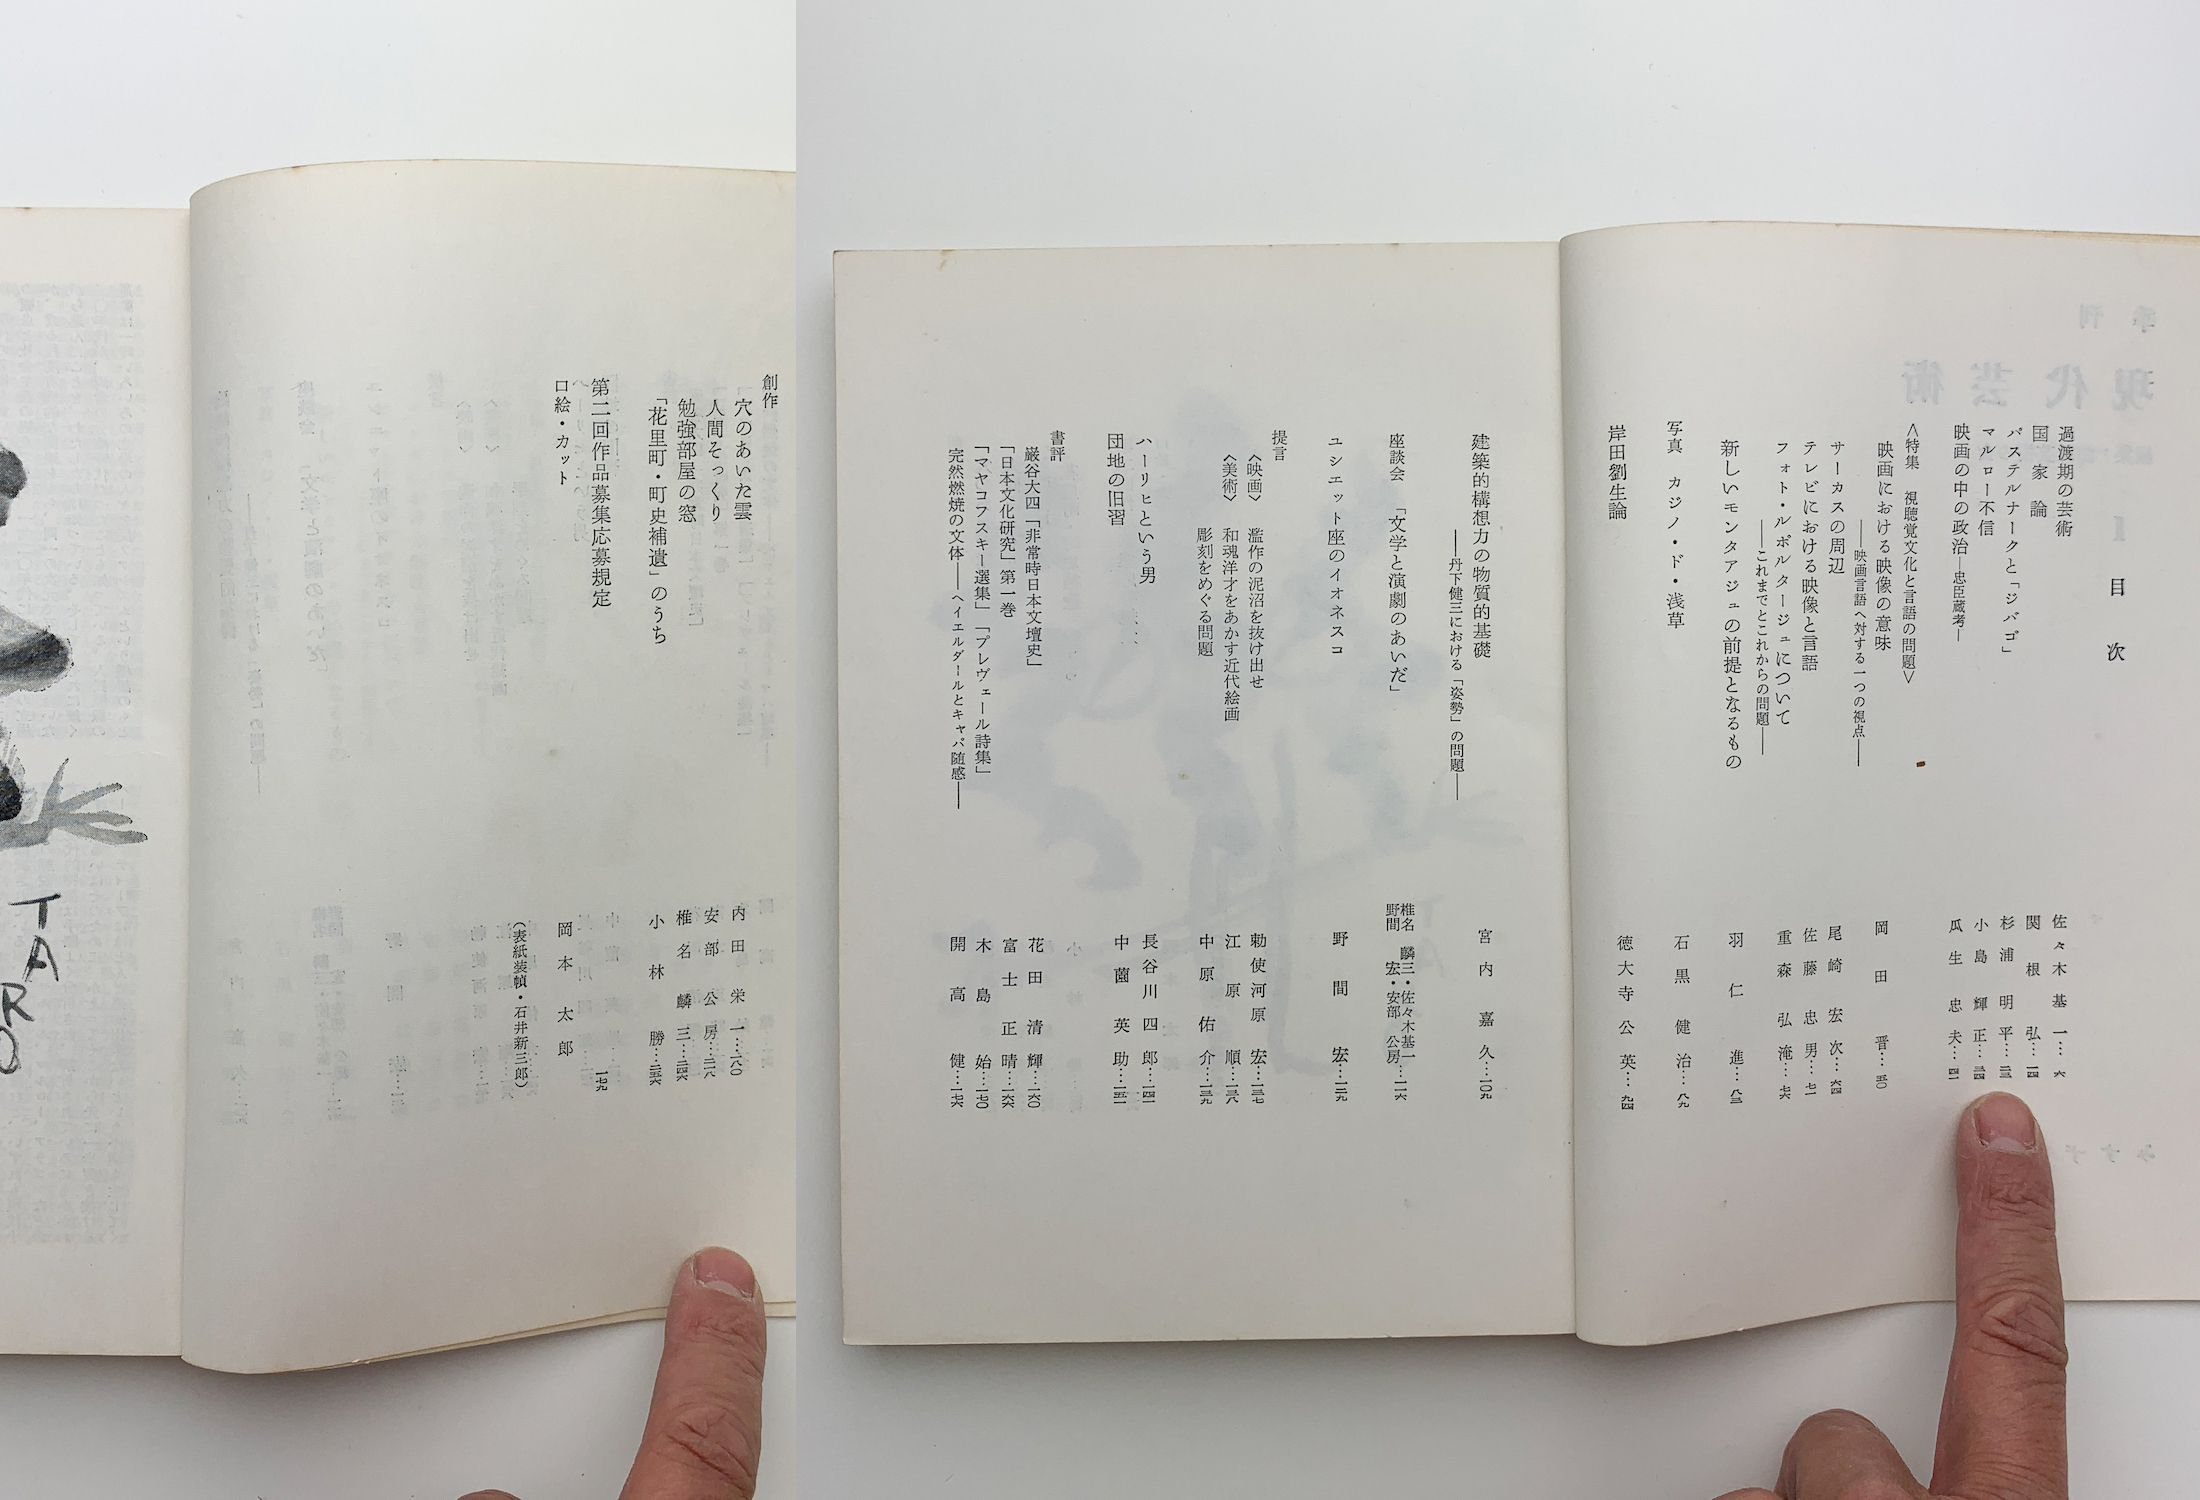 目次
過渡期の芸術 佐々木基一…六
国家論 関根弘…一四
パステルナークと「ジバゴ」 杉浦明平…二三
マルロー不信 小島輝正…三四
映画の中の政治―忠臣蔵考― 瓜生忠夫…四一
＜特集 視聴覚文化と言語の問題＞
映画における映像の意味 岡田晋…五〇
――映画言語へ対する一つの視点――
サーカスの周辺 尾崎宏次…六四
テレビにおける映像と言語 佐藤忠男…七一
フォト・ルポルタージュについて 重森弘淹…七六
――これまでとこれからの問題――
新しいモンタアジュの前提となるもの 羽仁進…八三
写真 カジノ・ド・浅草 石黒健治…八九
岸田劉生論 徳大寺公英…九四
建築的構想力の物質的基礎 宮内嘉久…一〇九
――丹下健三における「姿勢」の問題――
座談会 「文学と演劇のあいだ」 椎名麟三・佐々木基一 野間宏・安部公房…一一六
ユシエット座のイオネスコ 野間宏…一二九
提言
〈映画〉 濫作の泥沼を抜け出せ 勅使河原宏…一三七
〈美術〉 和魂洋才をあかす近代絵画 江原順…一三八
彫刻をめぐる問題 中原佑介…一三九
ハーリヒという男 長谷川四郎…一四一
団地の旧習 中薗英助…一五一
書評
巌谷大四「非常時日本文壇史」 花田清輝…一六〇
「日本文化研究」第一巻 富士正晴…一六六
「マヤコフスキー選集」「プレヴェール詩集」 木島始…一七〇
完然燃焼の文体――ヘイエルダールとキャパ随感―― 開高健…一七六
創作
穴のあいた雲 内田栄一…一八〇
人間そっくり 安部公房…二一八
勉強部屋の窓 椎名麟三…二四六
「花里町・町史補遺」のうち 小林勝…二五六
第二回作品募集応募規定 一七九
口絵・カット 岡本太郎
（表紙装幀・石井新三郎）
TARO